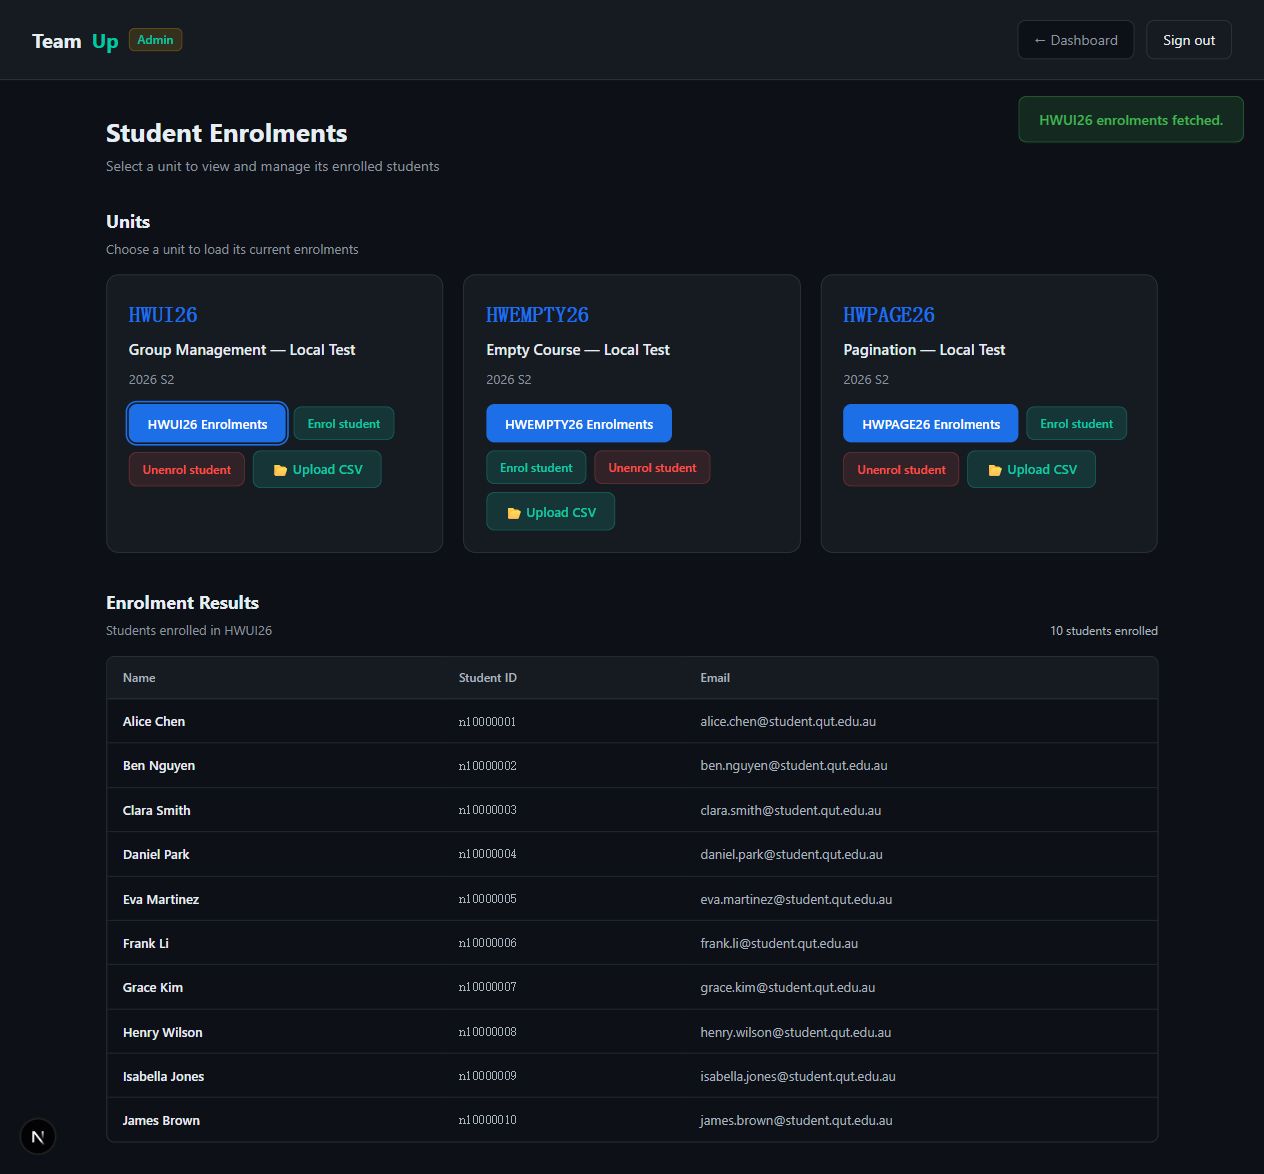 Team Up Admin
← Dashboard
Sign out
HWUI26 enrolments fetched.
Student Enrolments
Select a unit to view and manage its enrolled students
Units
Choose a unit to load its current enrolments
HWUI26
Group Management — Local Test
2026 S2
HWUI26 Enrolments
Enrol student
Unenrol student
Upload CSV
HWEMPTY26
Empty Course — Local Test
2026 S2
HWEMPTY26 Enrolments
Enrol student
Unenrol student
Upload CSV
HWPAGE26
Pagination — Local Test
2026 S2
HWPAGE26 Enrolments
Enrol student
Unenrol student
Upload CSV
Enrolment Results
Students enrolled in HWUI26
10 students enrolled
Name Student ID Email
Alice Chen n10000001 alice.chen@student.qut.edu.au
Ben Nguyen n10000002 ben.nguyen@student.qut.edu.au
Clara Smith n10000003 clara.smith@student.qut.edu.au
Daniel Park n10000004 daniel.park@student.qut.edu.au
Eva Martinez n10000005 eva.martinez@student.qut.edu.au
Frank Li n10000006 frank.li@student.qut.edu.au
Grace Kim n10000007 grace.kim@student.qut.edu.au
Henry Wilson n10000008 henry.wilson@student.qut.edu.au
Isabella Jones n10000009 isabella.jones@student.qut.edu.au
James Brown n10000010 james.brown@student.qut.edu.au
N